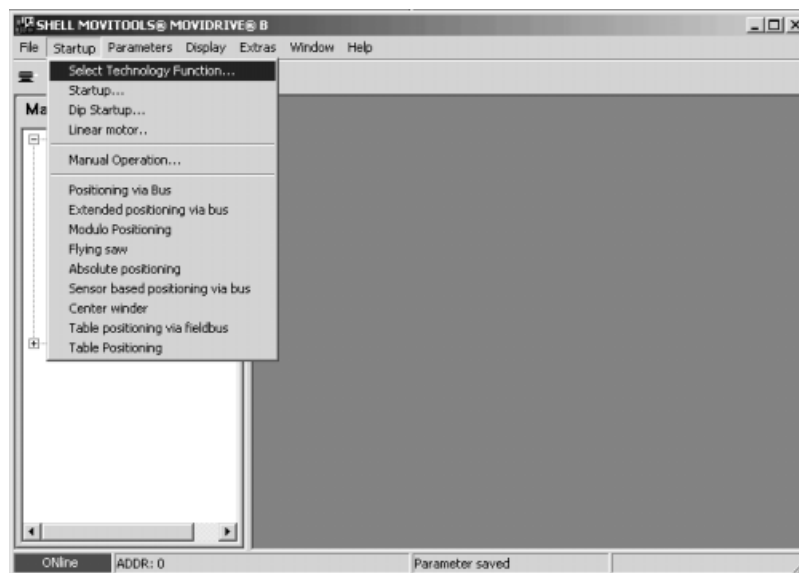 SHELL MOVITOOLS® MOVIDRIVE® B
File Startup Parameters Display Extras Window Help
Select Technology Function...
Startup...
Dip Startup...
Linear motor..
Manual Operation...
Positioning via Bus
Extended positioning via bus
Modulo Positioning
Flying saw
Absolute positioning
Sensor based positioning via bus
Center winder
Table positioning via fieldbus
Table Positioning
Ma
ONline ADDR: 0 Parameter saved